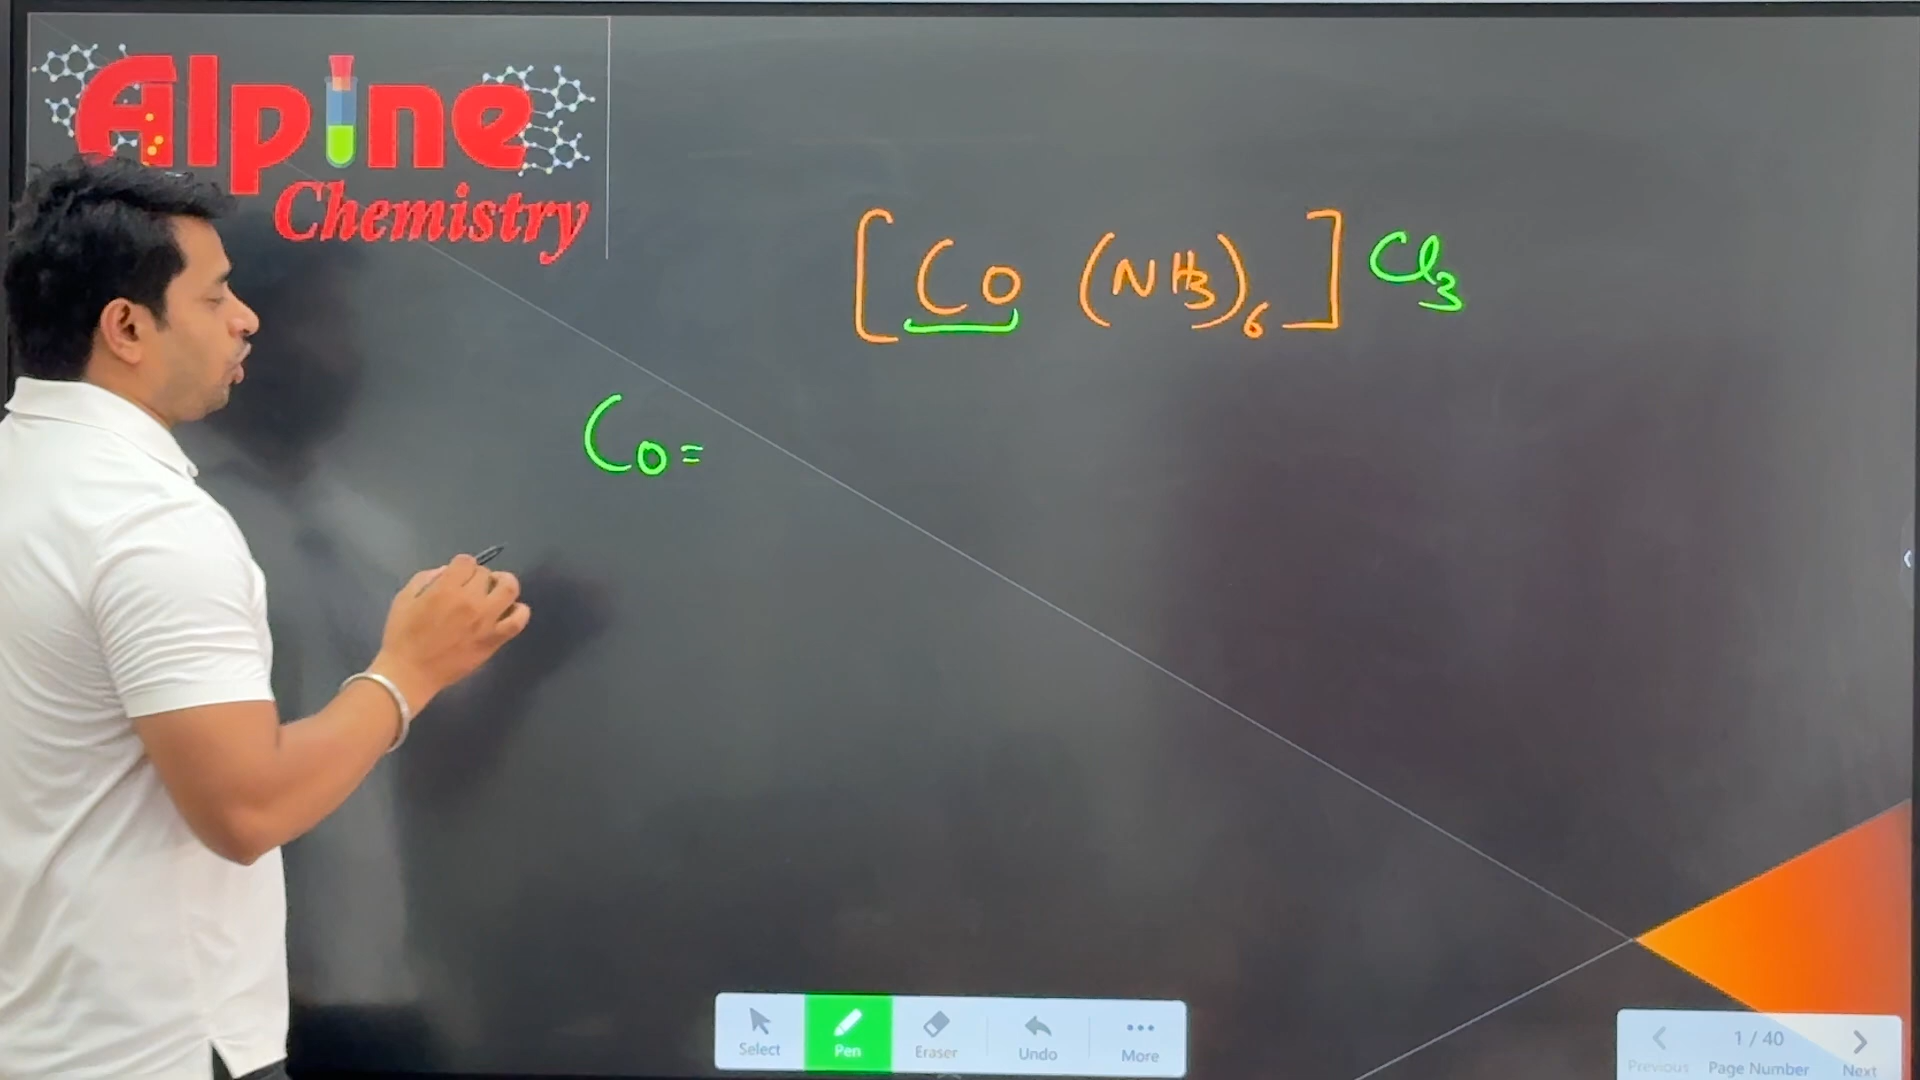 Alpine
Chemistry
[Co (NH3)6] Cl3
Co=
Select
Pen
Eraser
Undo
More
1 / 40
Previous
Page Number
Next